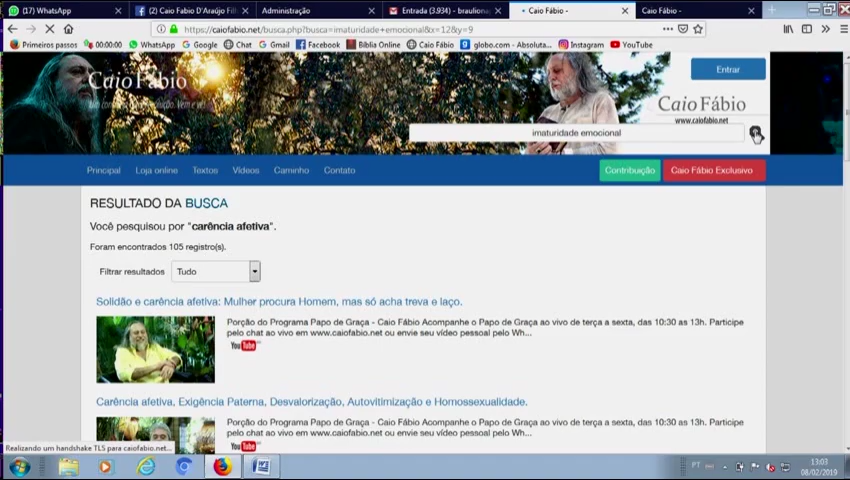 (17) WhatsApp
(2) Caio Fabio D'Araújo Fil
Administração
Entrada (3.934) - brauliona
Caio Fábio -
Caio Fábio -
https://caiofabio.net/busca.php?busca=imaturidade+emocional&x=12&y=9
Primeiros passos
00:00:00
WhatsApp
Google
Chat
Gmail
Facebook
Bíblia Online
Caio Fábio
globo.com - Absoluta...
Instagram
YouTube
Caio Fábio
Entrar
Caio Fábio
www.caiofabio.net
imaturidade emocional
Principal
Loja online
Textos
Vídeos
Caminho
Contato
Contribuição
Caio Fábio Exclusivo
RESULTADO DA BUSCA
Você pesquisou por "carência afetiva".
Foram encontrados 105 registro(s).
Filtrar resultados
Tudo
Solidão e carência afetiva: Mulher procura Homem, mas só acha treva e laço.
Porção do Programa Papo de Graça - Caio Fábio Acompanhe o Papo de Graça ao vivo de terça a sexta, das 10:30 as 13h. Participe
pelo chat ao vivo em www.caiofabio.net ou envie seu vídeo pessoal pelo Wh...
YouTube
Carência afetiva, Exigência Paterna, Desvalorização, Autovitimização e Homossexualidade.
Porção do Programa Papo de Graça - Caio Fábio Acompanhe o Papo de Graça ao vivo de terça a sexta, das 10:30 as 13h. Participe
pelo chat ao vivo em www.caiofabio.net ou envie seu vídeo pessoal pelo Wh...
YouTube
Realizando um handshake TLS para caiofabio.net...
PT
13:03
08/02/2019